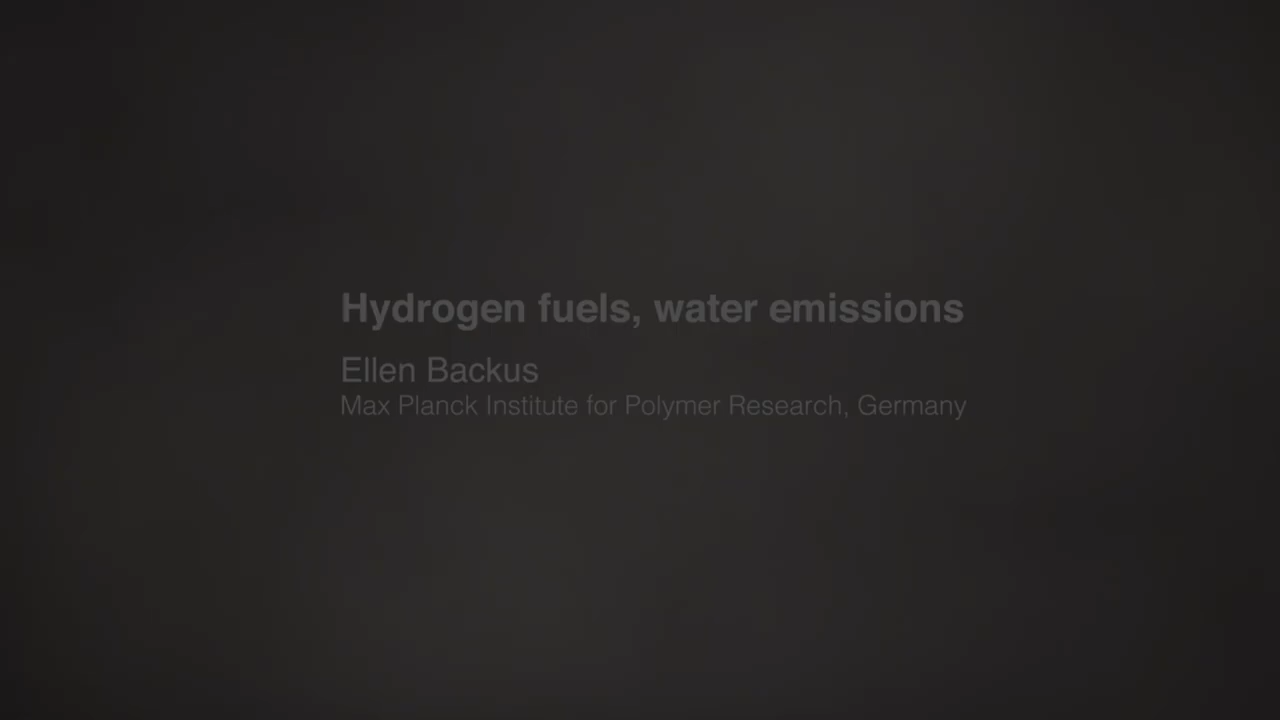 Hydrogen fuels, water emissions
Ellen Backus
Max Planck Institute for Polymer Research, Germany